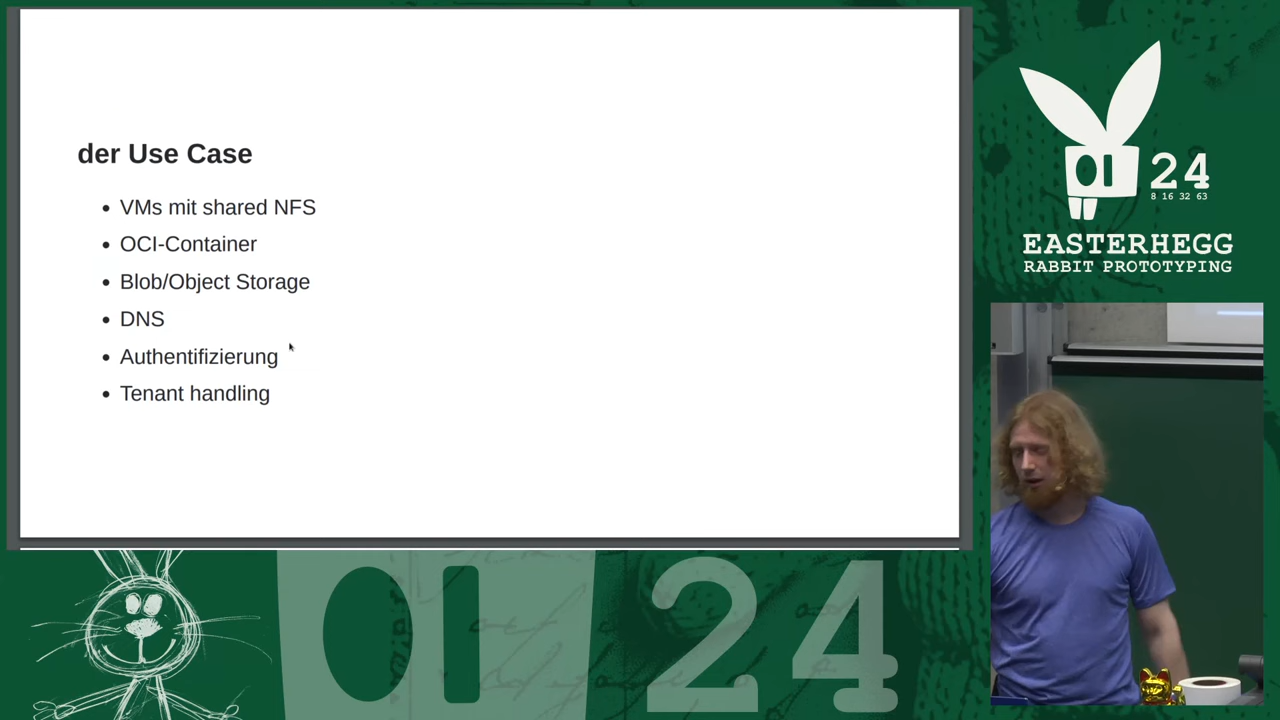 der Use Case
VMs mit shared NFS
OCI-Container
Blob/Object Storage
DNS
Authentifizierung
Tenant handling
24
8 16 32 63
EASTERHEGG
RABBIT PROTOTYPING
24